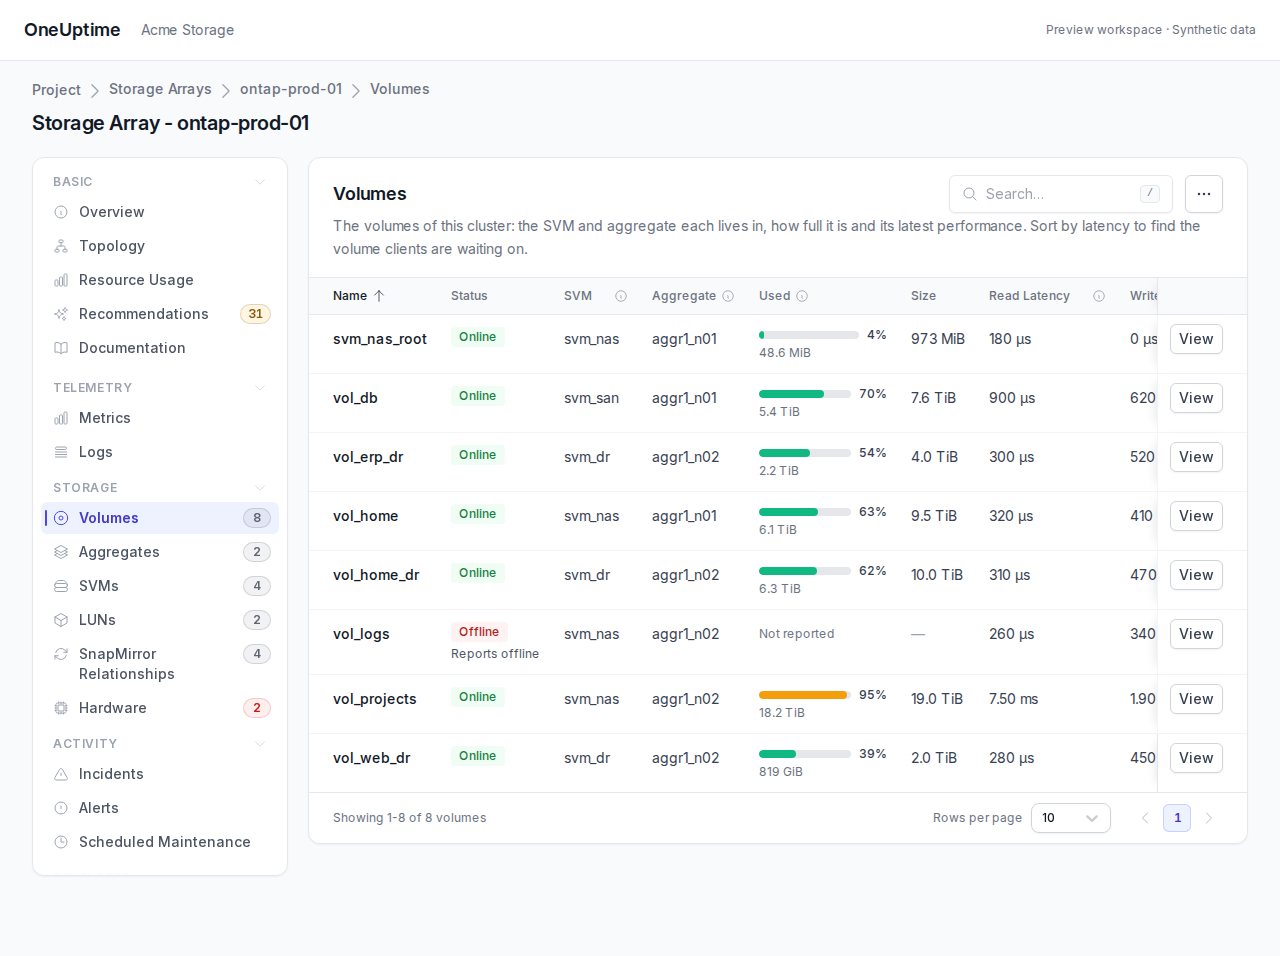 OneUptime Acme Storage Preview workspace · Synthetic data
Project Storage Arrays ontap-prod-01 Volumes
Storage Array - ontap-prod-01
BASIC
Overview
Topology
Resource Usage
Recommendations 31
Documentation
TELEMETRY
Metrics
Logs
STORAGE
Volumes 8
Aggregates 2
SVMs 4
LUNs 2
SnapMirror 4
Relationships
Hardware 2
ACTIVITY
Incidents
Alerts
Scheduled Maintenance
Volumes Search... / ...
The volumes of this cluster: the SVM and aggregate each lives in, how full it is and its latest performance. Sort by latency to find the
volume clients are waiting on.
Name Status SVM Aggregate Used Size Read Latency Write
svm_nas_root Online svm_nas aggr1_n01 4% 973 MiB 180 µs 0 µs View
48.6 MiB
vol_db Online svm_san aggr1_n01 70% 7.6 TiB 900 µs 620 View
5.4 TiB
vol_erp_dr Online svm_dr aggr1_n02 54% 4.0 TiB 300 µs 520 View
2.2 TiB
vol_home Online svm_nas aggr1_n01 63% 9.5 TiB 320 µs 410 View
6.1 TiB
vol_home_dr Online svm_dr aggr1_n02 62% 10.0 TiB 310 µs 470 View
6.3 TiB
vol_logs Offline svm_nas aggr1_n02 Not reported — 260 µs 340 View
Reports offline
vol_projects Online svm_nas aggr1_n02 95% 19.0 TiB 7.50 ms 1.90 View
18.2 TiB
vol_web_dr Online svm_dr aggr1_n02 39% 2.0 TiB 280 µs 450 View
819 GiB
Showing 1-8 of 8 volumes Rows per page 10 1